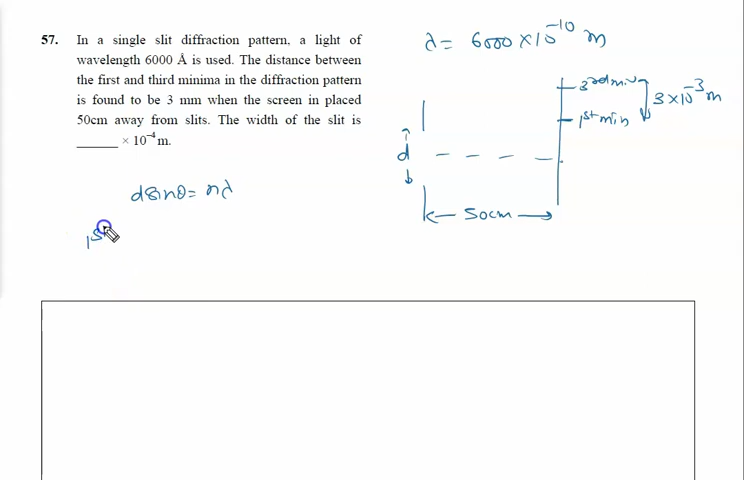 57. In a single slit diffraction pattern, a light of
wavelength 6000 Å is used. The distance between
the first and third minima in the diffraction pattern
is found to be 3 mm when the screen in placed
50cm away from slits. The width of the slit is
______ × 10⁻⁴m.
λ = 6000 × 10⁻¹⁰ m
3rd min
3 × 10⁻³ m
1st min
d
50cm
d sinθ = nλ
1s